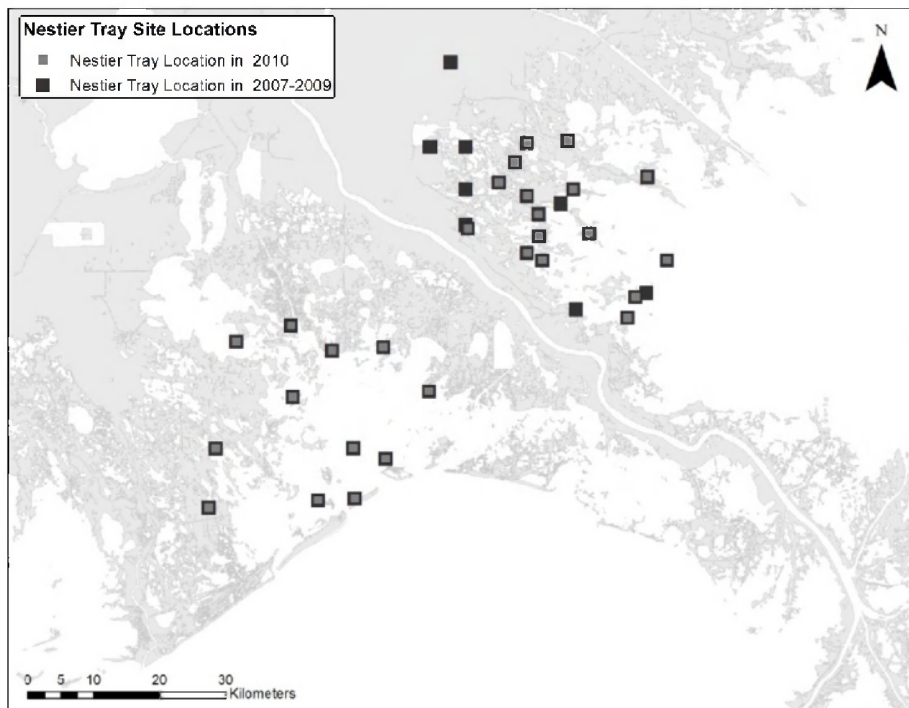 Nestier Tray Site Locations
Nestier Tray Location in 2010
Nestier Tray Location in 2007-2009
N
0 5 10 20 30
Kilometers